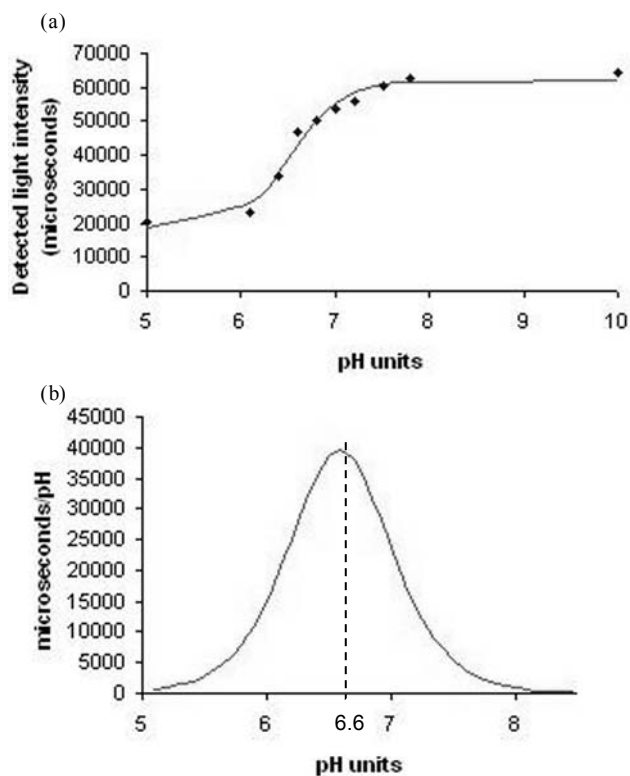 (a)
Detected light intensity
(microseconds)
70000
60000
50000
40000
30000
20000
10000
0
5 6 7 8 9 10
pH units
(b)
microseconds/pH
45000
40000
35000
30000
25000
20000
15000
10000
5000
0
5 6 6.6 7 8
pH units